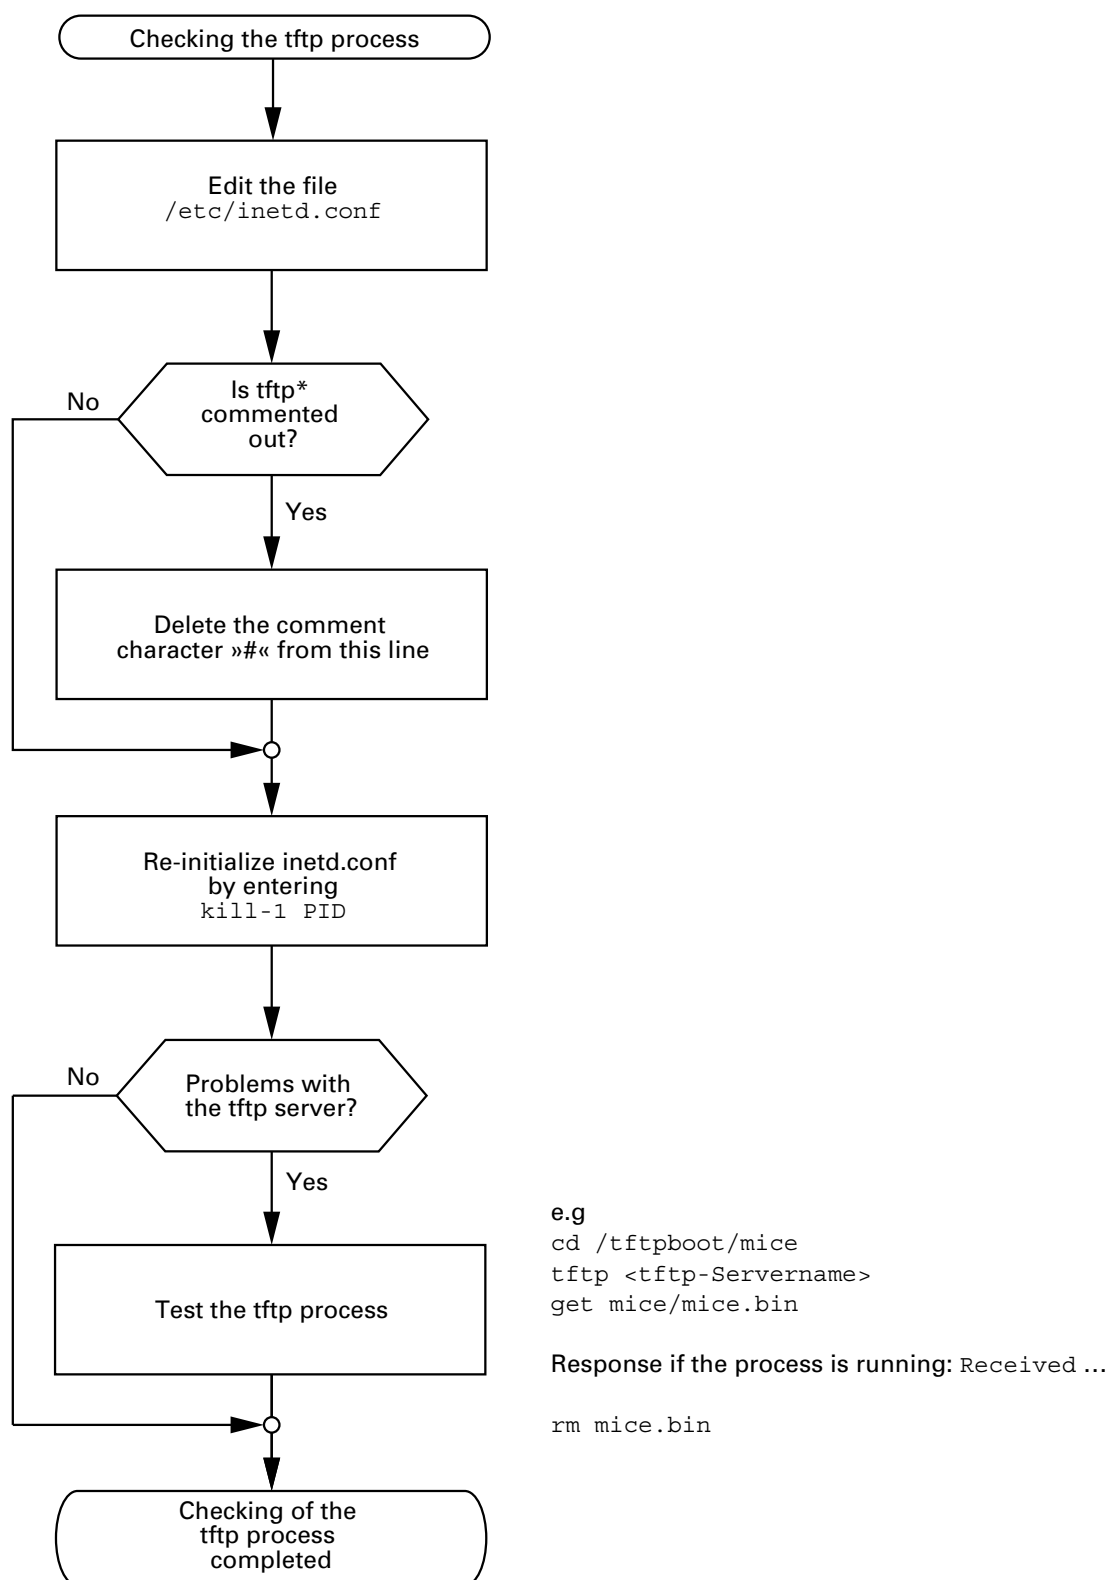 Checking the tftp process
Edit the file
/etc/inetd.conf
Is tftp*
commented
out?
No
Yes
Delete the comment
character »#« from this line
Re-initialize inetd.conf
by entering
kill-1 PID
No
Problems with
the tftp server?
Yes
Test the tftp process
e.g
cd /tftpboot/mice
tftp <tftp-Servername>
get mice/mice.bin
Response if the process is running: Received ...
rm mice.bin
Checking of the
tftp process
completed